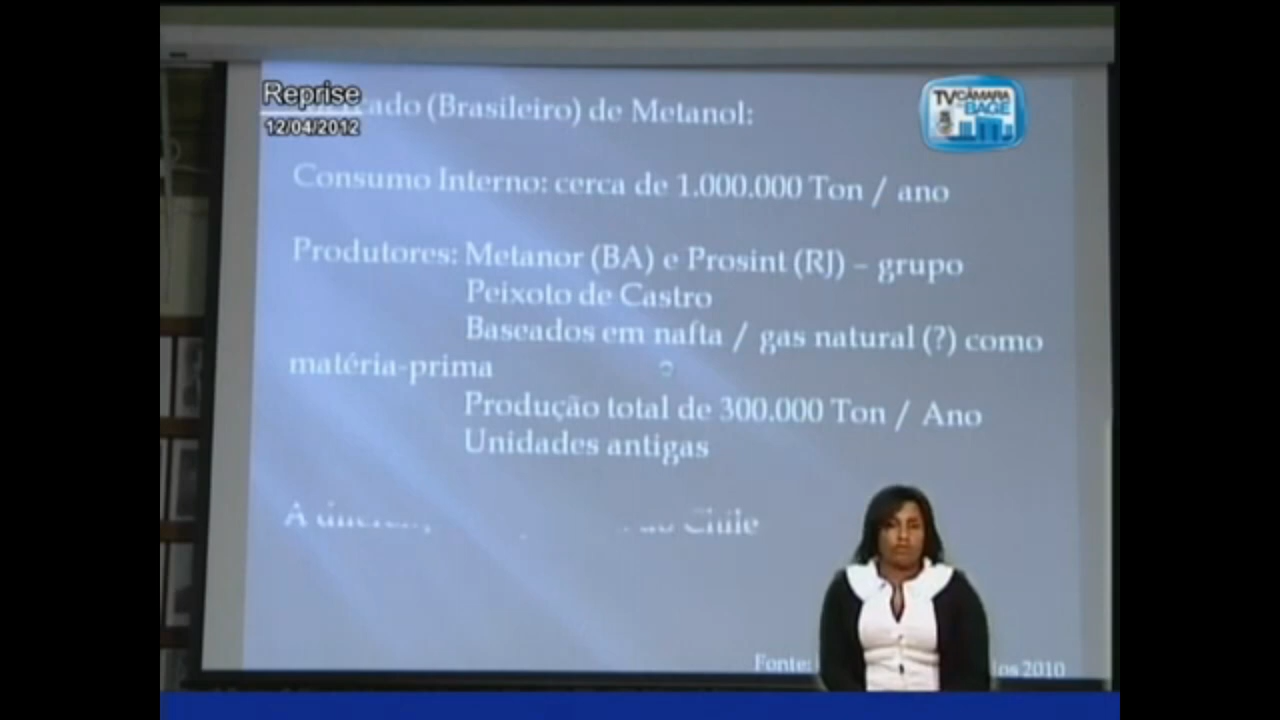 Reprise
12/04/2012
TV CÂMARA
BAGÉ
(Brasileiro) de Metanol:
Consumo Interno: cerca de 1.000.000 Ton / ano
Produtores: Metanor (BA) e Prosint (RJ) – grupo
Peixoto de Castro
Baseados em nafta / gas natural (?) como
matéria-prima
Produção total de 300.000 Ton / Ano
Unidades antigas
A
Fonte:
2010